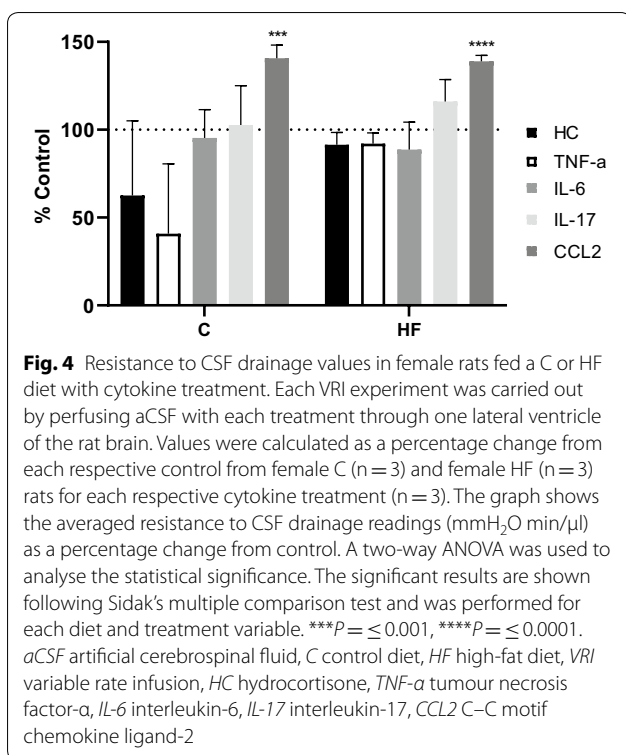 150
100
50
0
% Control
***
****
C
HF
HC
TNF-a
IL-6
IL-17
CCL2
Fig. 4 Resistance to CSF drainage values in female rats fed a C or HF
diet with cytokine treatment. Each VRI experiment was carried out
by perfusing aCSF with each treatment through one lateral ventricle
of the rat brain. Values were calculated as a percentage change from
each respective control from female C (n = 3) and female HF (n = 3)
rats for each respective cytokine treatment (n = 3). The graph shows
the averaged resistance to CSF drainage readings (mmH₂O min/µl)
as a percentage change from control. A two-way ANOVA was used to
analyse the statistical significance. The significant results are shown
following Sidak's multiple comparison test and was performed for
each diet and treatment variable. ***P = ≤ 0.001, ****P = ≤ 0.0001.
aCSF artificial cerebrospinal fluid, C control diet, HF high-fat diet, VRI
variable rate infusion, HC hydrocortisone, TNF-α tumour necrosis
factor-α, IL-6 interleukin-6, IL-17 interleukin-17, CCL2 C–C motif
chemokine ligand-2